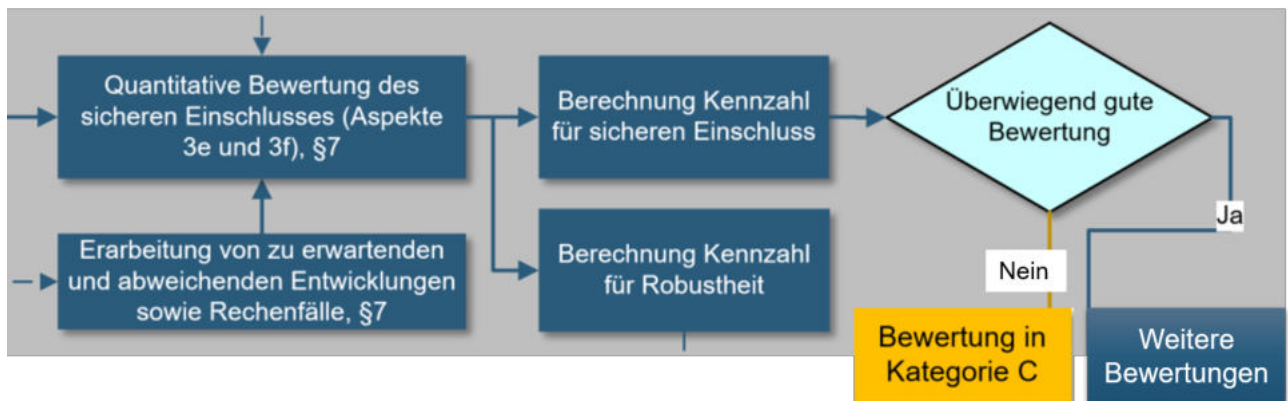 Quantitative Bewertung des
sicheren Einschlusses (Aspekte
3e und 3f), §7
Berechnung Kennzahl
für sicheren Einschluss
Überwiegend gute
Bewertung
Ja
Erarbeitung von zu erwartenden
und abweichenden Entwicklungen
sowie Rechenfälle, §7
Berechnung Kennzahl
für Robustheit
Nein
Bewertung in
Kategorie C
Weitere
Bewertungen